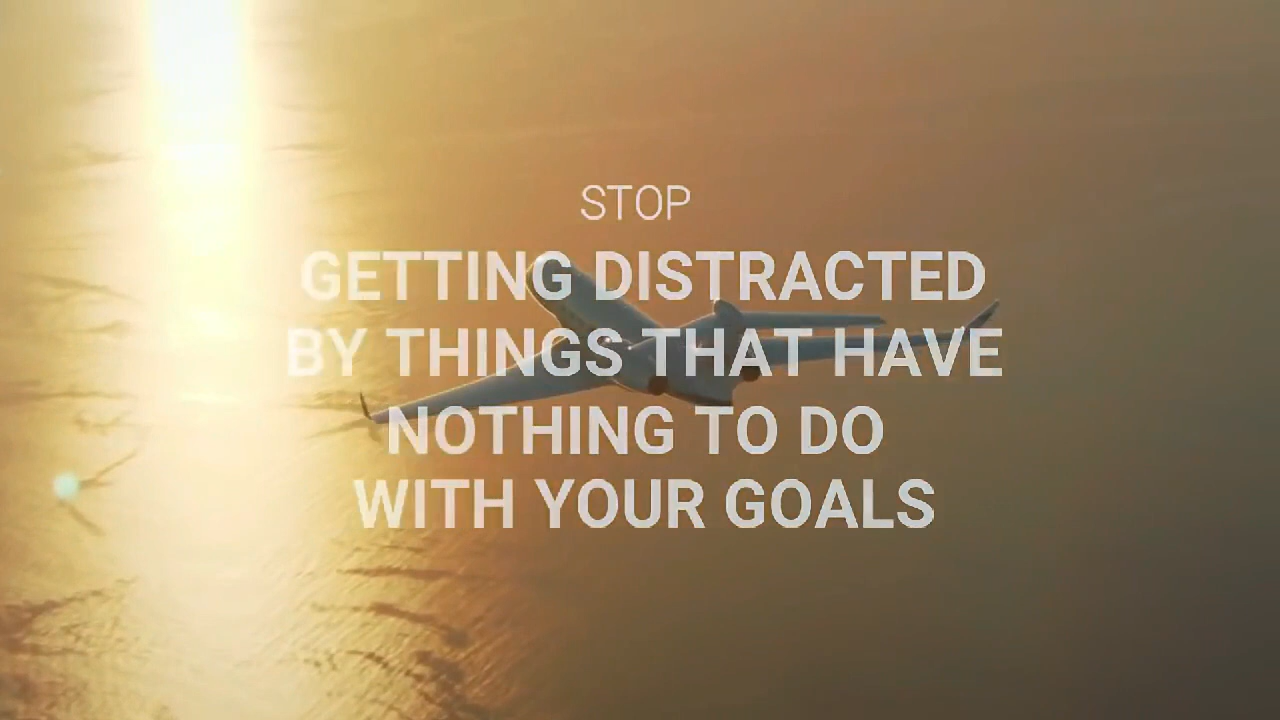 STOP
GETTING DISTRACTED
BY THINGS THAT HAVE
NOTHING TO DO
WITH YOUR GOALS